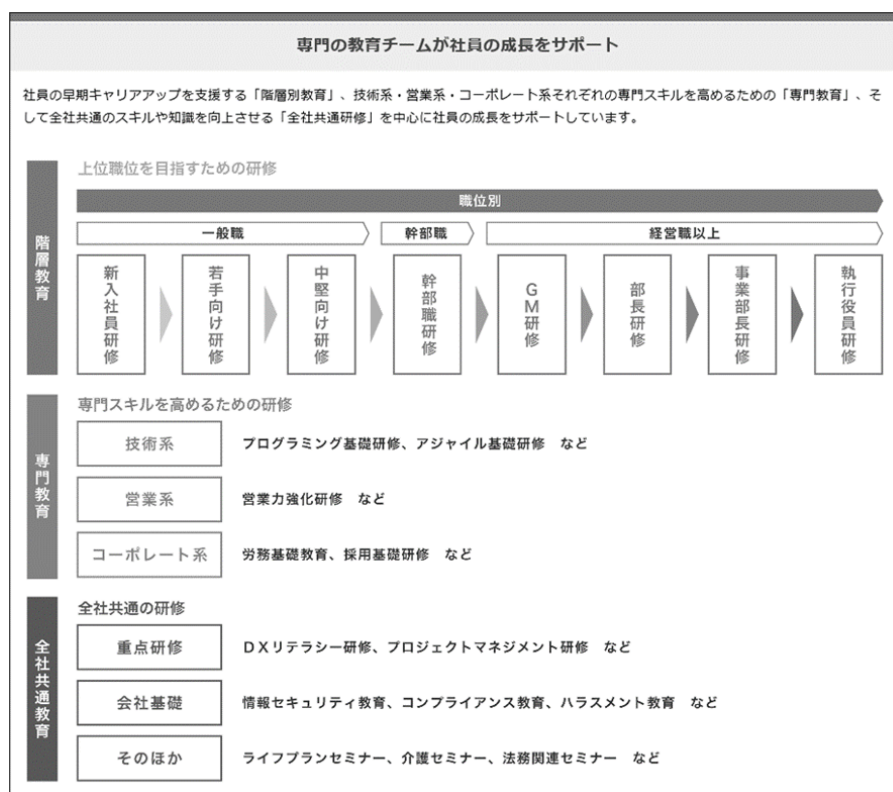 専門の教育チームが社員の成長をサポート
社員の早期キャリアアップを支援する「階層別教育」、技術系・営業系・コーポレート系それぞれの専門スキルを高めるための「専門教育」、そ
して全社共通のスキルや知識を向上させる「全社共通研修」を中心に社員の成長をサポートしています。
階層教育
上位職位を目指すための研修
職位別
一般職
幹部職
経営職以上
新入社員研修
若手向け研修
中堅向け研修
幹部職研修
GM研修
部長研修
事業部長研修
執行役員研修
専門教育
専門スキルを高めるための研修
技術系
プログラミング基礎研修、アジャイル基礎研修 など
営業系
営業力強化研修 など
コーポレート系
労務基礎教育、採用基礎研修 など
全社共通教育
全社共通の研修
重点研修
DXリテラシー研修、プロジェクトマネジメント研修 など
会社基礎
情報セキュリティ教育、コンプライアンス教育、ハラスメント教育 など
そのほか
ライフプランセミナー、介護セミナー、法務関連セミナー など